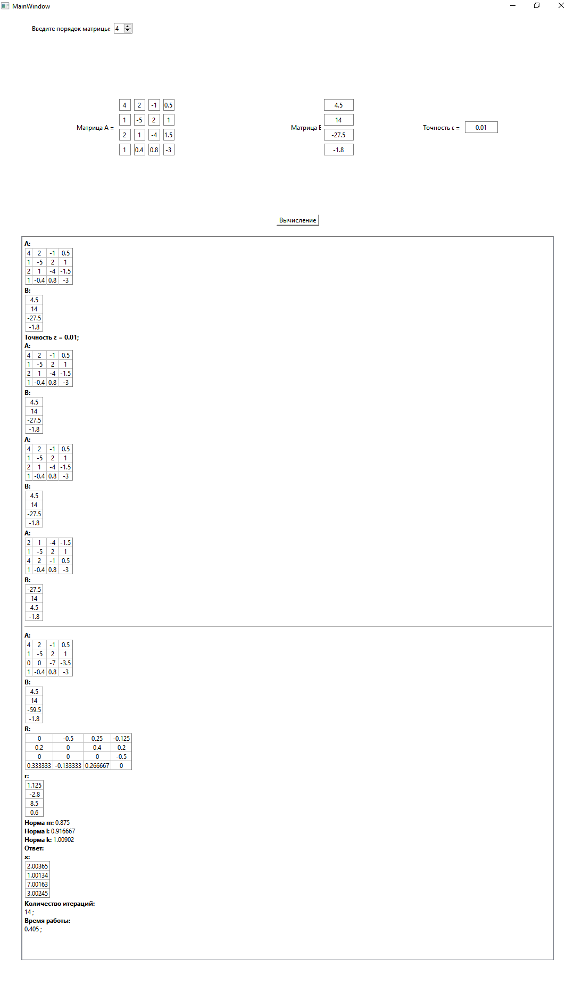 MainWindow
Введите порядок матрицы: 4
4 2 -1 0.5
1 -5 2 1
Матрица A =
2 1 -4 1.5
1 0.4 0.8 -3
Матрица
4.5
14
-27.5
-1.8
Точность ε = 0.01
Вычисление
A:
4 2 -1 0.5
1 -5 2 1
2 1 -4 -1.5
1 -0.4 0.8 -3
B:
4.5
14
-27.5
-1.8
Точность ε = 0.01;
A:
4 2 -1 0.5
1 -5 2 1
2 1 -4 -1.5
1 -0.4 0.8 -3
B:
4.5
14
-27.5
-1.8
A:
4 2 -1 0.5
1 -5 2 1
2 1 -4 -1.5
1 -0.4 0.8 -3
B:
4.5
14
-27.5
-1.8
A:
2 1 -4 -1.5
1 -5 2 1
4 2 -1 0.5
1 -0.4 0.8 -3
B:
-27.5
14
4.5
-1.8
A:
4 2 -1 0.5
1 -5 2 1
0 0 -7 -3.5
1 -0.4 0.8 -3
B:
4.5
14
-59.5
-1.8
R:
0 -0.5 0.25 -0.125
0.2 0 0.4 0.2
0 0 0 -0.5
0.333333 -0.133333 0.266667 0
r:
1.125
-2.8
8.5
0.6
Норма m: 0.875
Норма i: 0.916667
Норма k: 1.00902
Ответ:
x:
2.00365
1.00134
7.00163
3.00245
Количество итераций:
14 ;
Время работы:
0.405 ;